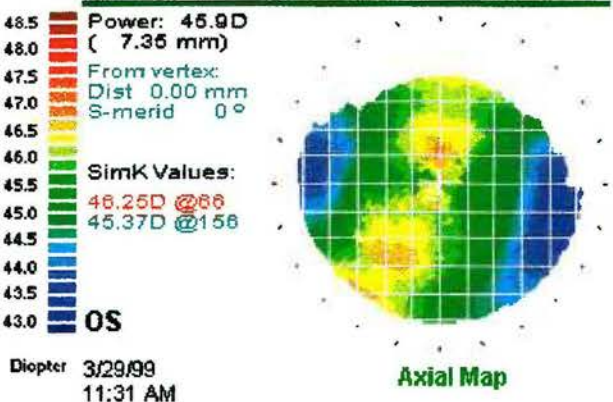 48.5
48.0
47.5
47.0
46.5
46.0
45.5
45.0
44.5
44.0
43.5
43.0
Diopter
Power: 45.9D
( 7.35 mm)
From vertex:
Dist 0.00 mm
S-merid 0 º
SimK Values:
46.25D @66
45.37D @156
OS
3/29/99
11:31 AM
Axial Map